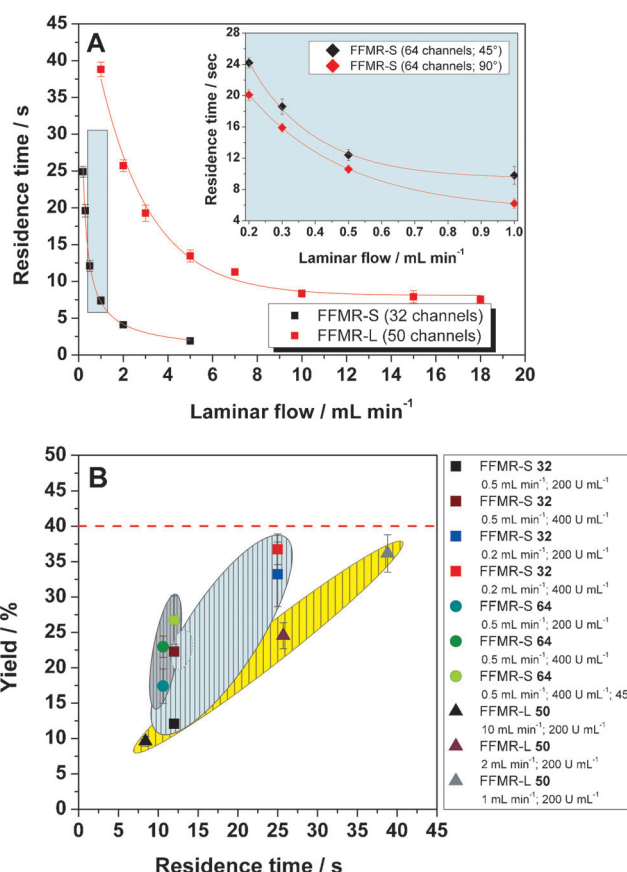 A
45
40
35
30
25
20
15
10
5
0
Residence time / s
0 2 4 6 8 10 12 14 16 18 20
Laminar flow / mL min⁻¹
28
24
20
16
12
8
4
Residence time / sec
0.2 0.3 0.4 0.5 0.6 0.7 0.8 0.9 1.0
Laminar flow / mL min⁻¹
FFMR-S (64 channels; 45°)
FFMR-S (64 channels; 90°)
FFMR-S (32 channels)
FFMR-L (50 channels)
B
50
45
40
35
30
25
20
15
10
5
0
Yield / %
0 5 10 15 20 25 30 35 40 45
Residence time / s
FFMR-S 32
0.5 mL min⁻¹; 200 U mL⁻¹
FFMR-S 32
0.5 mL min⁻¹; 400 U mL⁻¹
FFMR-S 32
0.2 mL min⁻¹; 200 U mL⁻¹
FFMR-S 32
0.2 mL min⁻¹; 400 U mL⁻¹
FFMR-S 64
0.5 mL min⁻¹; 200 U mL⁻¹
FFMR-S 64
0.5 mL min⁻¹; 400 U mL⁻¹
FFMR-S 64
0.5 mL min⁻¹; 400 U mL⁻¹; 45
FFMR-L 50
10 mL min⁻¹; 200 U mL⁻¹
FFMR-L 50
2 mL min⁻¹; 200 U mL⁻¹
FFMR-L 50
1 mL min⁻¹; 200 U mL⁻¹